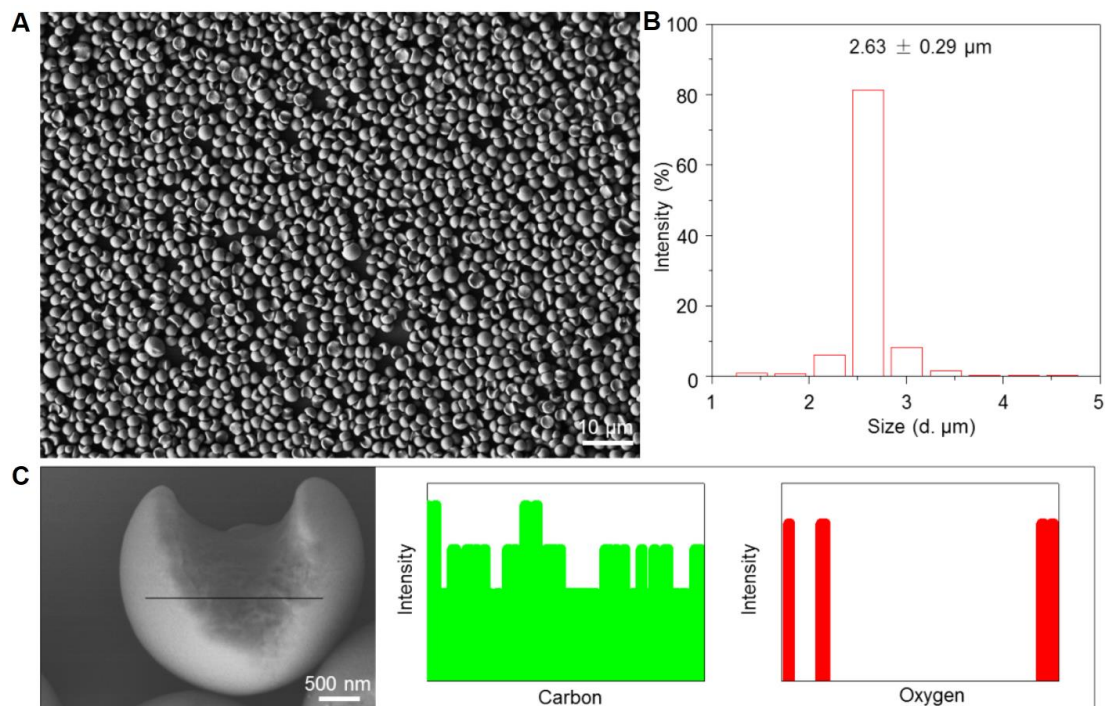 A
10 μm
B
2.63 ± 0.29 μm
100
80
60
40
20
0
Intensity (%)
1 2 3 4 5
Size (d. μm)
C
500 nm
Intensity
Carbon
Intensity
Oxygen